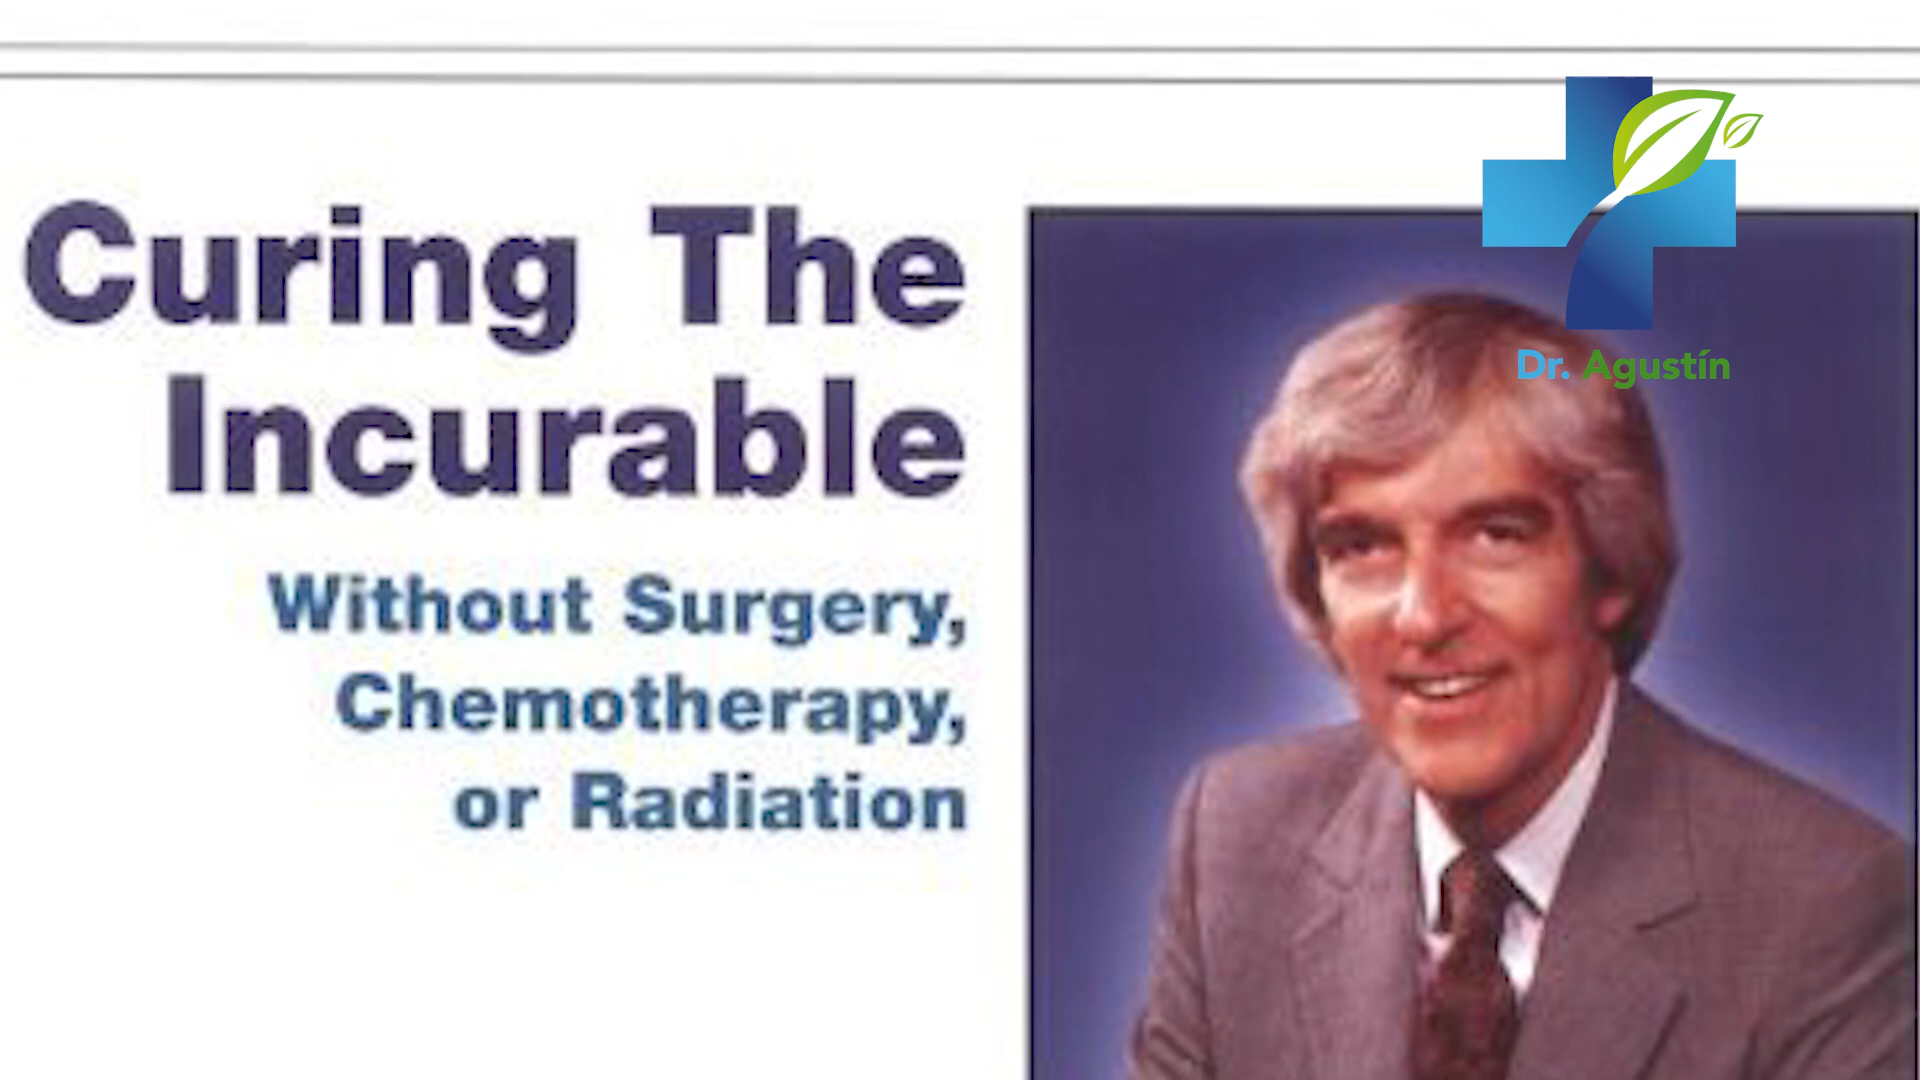 Curing The
Incurable
Without Surgery,
Chemotherapy,
or Radiation
Dr. Agustín